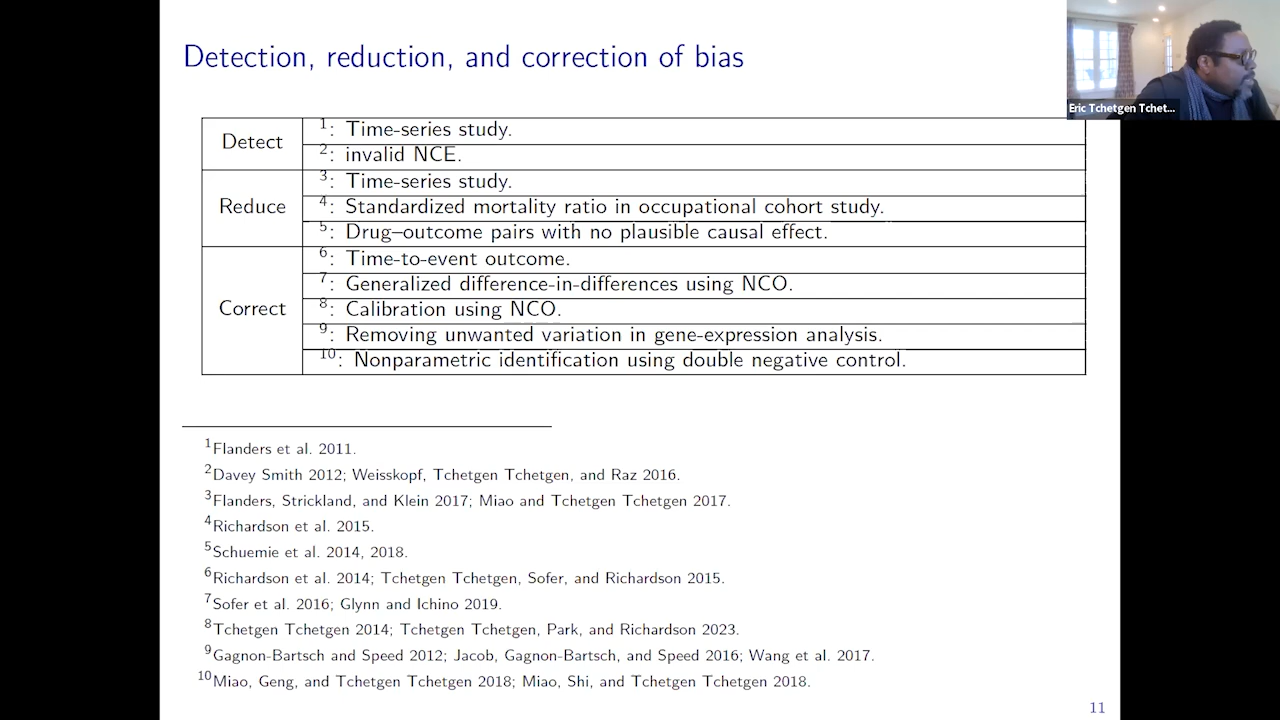 Detection, reduction, and correction of bias
Eric Tchetgen Tchet...
Detect
1: Time-series study.
2: invalid NCE.
Reduce
3: Time-series study.
4: Standardized mortality ratio in occupational cohort study.
5: Drug–outcome pairs with no plausible causal effect.
Correct
6: Time-to-event outcome.
7: Generalized difference-in-differences using NCO.
8: Calibration using NCO.
9: Removing unwanted variation in gene-expression analysis.
10: Nonparametric identification using double negative control.
1Flanders et al. 2011.
2Davey Smith 2012; Weisskopf, Tchetgen Tchetgen, and Raz 2016.
3Flanders, Strickland, and Klein 2017; Miao and Tchetgen Tchetgen 2017.
4Richardson et al. 2015.
5Schuemie et al. 2014, 2018.
6Richardson et al. 2014; Tchetgen Tchetgen, Sofer, and Richardson 2015.
7Sofer et al. 2016; Glynn and Ichino 2019.
8Tchetgen Tchetgen 2014; Tchetgen Tchetgen, Park, and Richardson 2023.
9Gagnon-Bartsch and Speed 2012; Jacob, Gagnon-Bartsch, and Speed 2016; Wang et al. 2017.
10Miao, Geng, and Tchetgen Tchetgen 2018; Miao, Shi, and Tchetgen Tchetgen 2018.
11